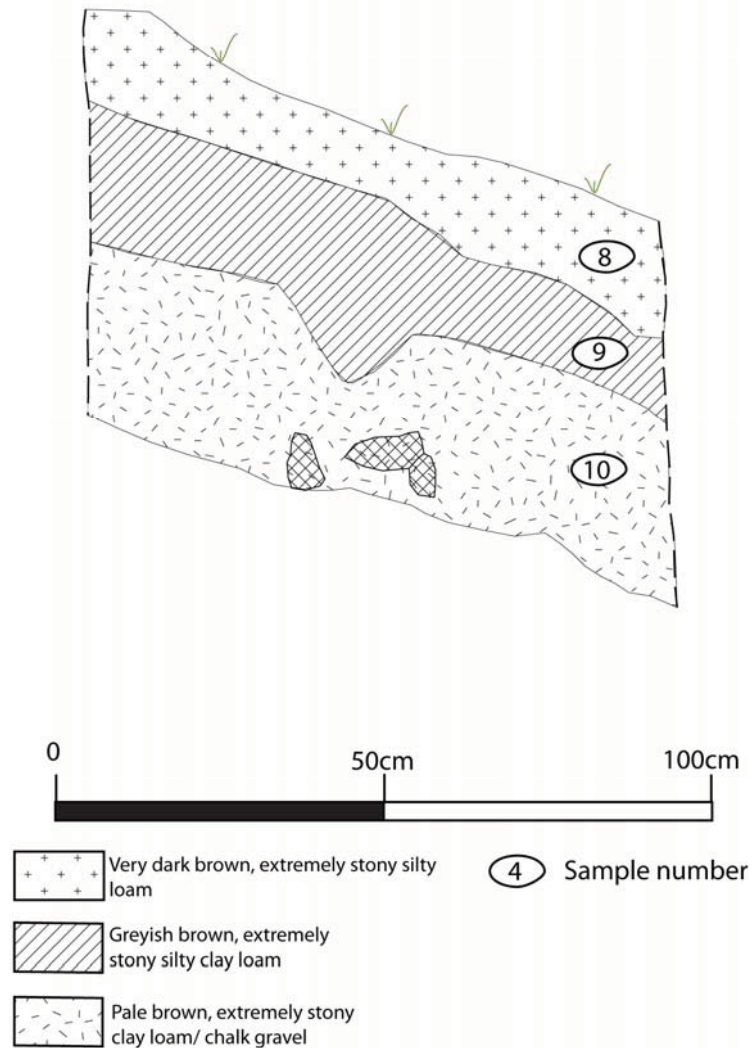 8
9
10
0
50cm
100cm
Very dark brown, extremely stony silty
loam
4 Sample number
Greyish brown, extremely
stony silty clay loam
Pale brown, extremely stony
clay loam/ chalk gravel